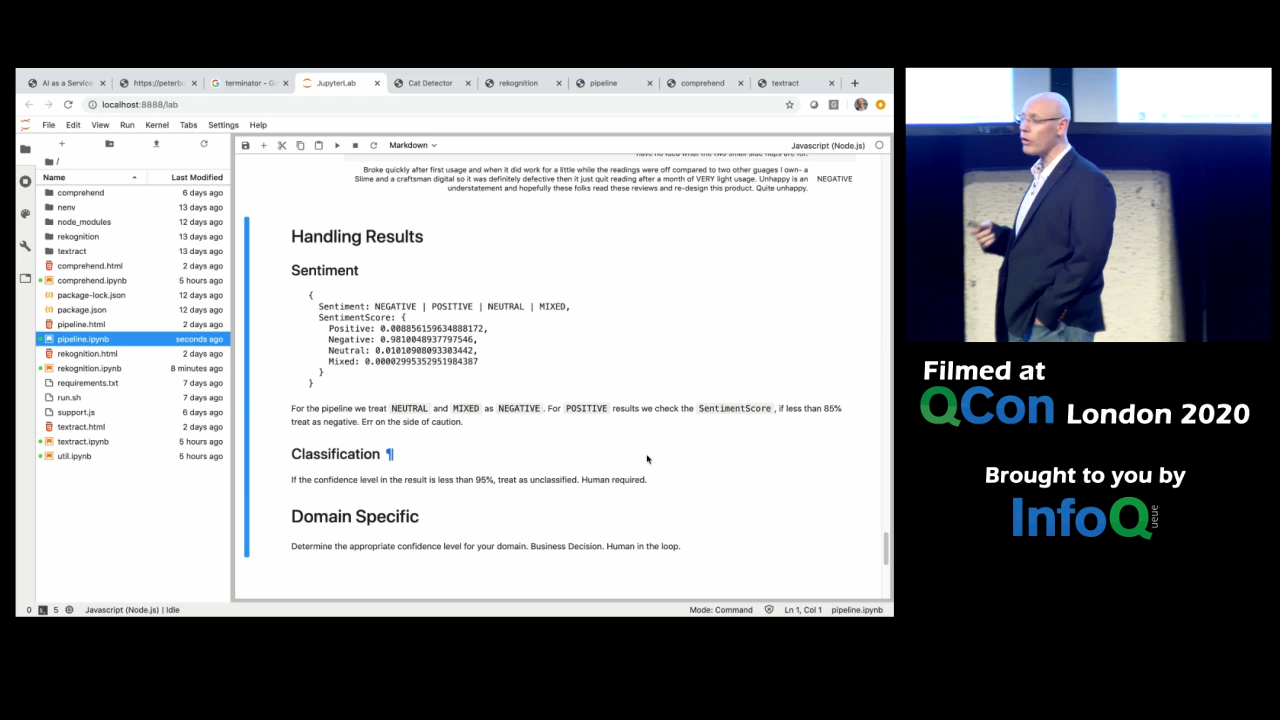 AI as a Service
https://peterb
terminator - G
JupyterLab
Cat Detector
rekognition
pipeline
comprehend
textract
localhost:8888/lab
File Edit View Run Kernel Tabs Settings Help
Markdown
Javascript (Node.js)
/
Name Last Modified
comprehend 6 days ago
nenv 13 days ago
node_modules 12 days ago
rekognition 13 days ago
textract 13 days ago
comprehend.html 2 days ago
comprehend.ipynb 5 hours ago
package-lock.json 12 days ago
package.json 12 days ago
pipeline.html 2 days ago
pipeline.ipynb seconds ago
rekognition.html 2 days ago
rekognition.ipynb 8 minutes ago
requirements.txt 7 days ago
run.sh 7 days ago
support.js 6 days ago
textract.html 2 days ago
textract.ipynb 5 hours ago
util.ipynb 5 hours ago
have no idea what the two small side flaps are for.
Broke quickly after first usage and when it did work for a little while the readings were off compared to two other guages I own- a
Slime and a craftsman digital so it was definitely defective then it just quit reading after a month of VERY light usage. Unhappy is an NEGATIVE
understatement and hopefully these folks read these reviews and re-design this product. Quite unhappy.
Handling Results
Sentiment
{
Sentiment: NEGATIVE | POSITIVE | NEUTRAL | MIXED,
SentimentScore: {
Positive: 0.008856159634888172,
Negative: 0.9810048937797546,
Neutral: 0.01010908093303442,
Mixed: 0.00002995352951984387
}
}
For the pipeline we treat NEUTRAL and MIXED as NEGATIVE. For POSITIVE results we check the SentimentScore, if less than 85%
treat as negative. Err on the side of caution.
Classification ¶
If the confidence level in the result is less than 95%, treat as unclassified. Human required.
Domain Specific
Determine the appropriate confidence level for your domain. Business Decision. Human in the loop.
0 5 Javascript (Node.js) | Idle
Mode: Command Ln 1, Col 1 pipeline.ipynb
Filmed at
QCon London 2020
Brought to you by
InfoQ
ueue